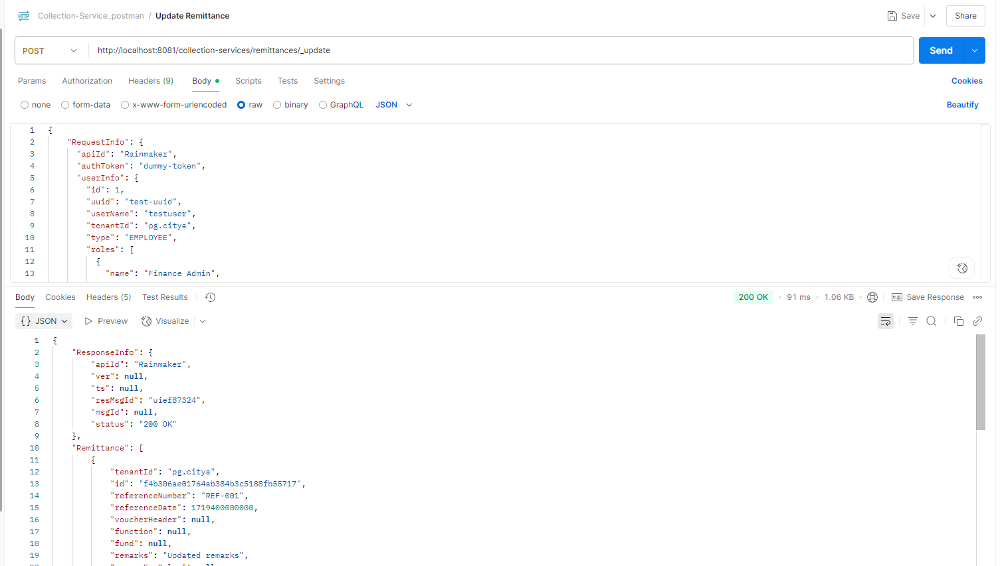 HTTP Collection-Service_postman / Update Remittance Save Share
POST http://localhost:8081/collection-services/remittances/_update Send
Params Authorization Headers (9) Body Scripts Tests Settings Cookies
none form-data x-www-form-urlencoded raw binary GraphQL JSON Beautify
1 {
2 "RequestInfo": {
3 "apiId": "Rainmaker",
4 "authToken": "dummy-token",
5 "userInfo": {
6 "id": 1,
7 "uuid": "test-uuid",
8 "userName": "testuser",
9 "tenantId": "pg.citya",
10 "type": "EMPLOYEE",
11 "roles": [
12 {
13 "name": "Finance Admin",
Body Cookies Headers (5) Test Results 200 OK 91 ms 1.06 KB e.g. Save Response
{} JSON Preview Visualize
1 {
2 "ResponseInfo": {
3 "apiId": "Rainmaker",
4 "ver": null,
5 "ts": null,
6 "resMsgId": "uief87324",
7 "msgId": null,
8 "status": "200 OK"
9 },
10 "Remittance": [
11 {
12 "tenantId": "pg.citya",
13 "id": "f4b306ae01764ab384b3c5188fb55717",
14 "referenceNumber": "REF-001",
15 "referenceDate": 1719400000000,
16 "voucherHeader": null,
17 "function": null,
18 "fund": null,
19 "remarks": "Updated remarks",